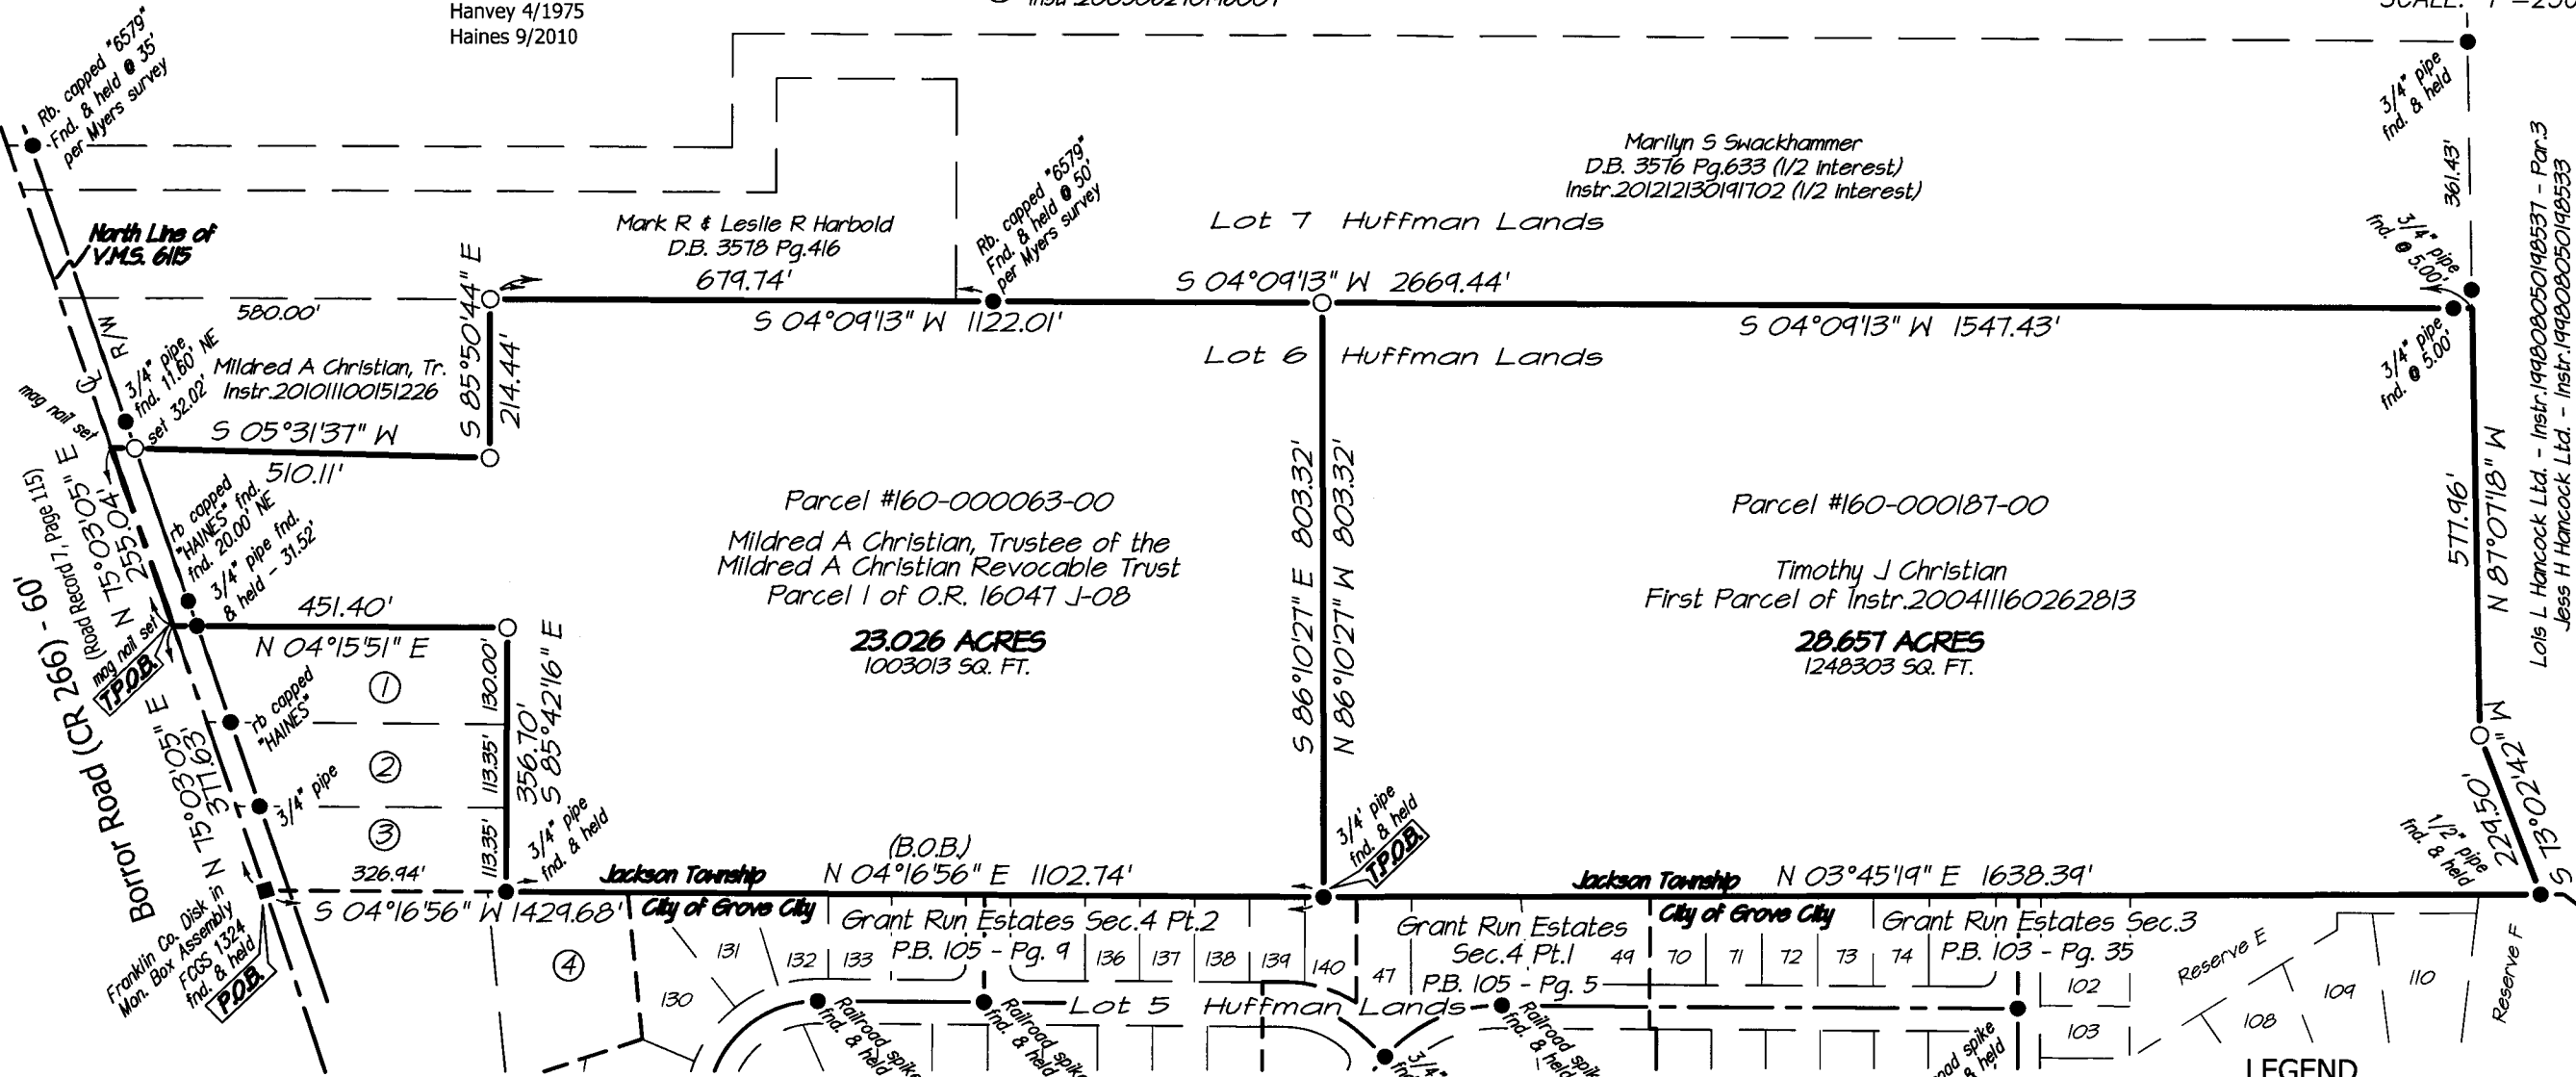 Hanvey 4/1975
Haines 9/2010
Rb. capped "6579"
Fnd. & held @ 35'
per Myers survey
3/4" pipe
fnd. & held
361.43'
Marilyn S Swackhammer
D.B. 3576 Pg.633 (1/2 interest)
Instr.201212130191702 (1/2 interest)
Lot 7 Huffman Lands
North Line of
V.M.S. 6115
Mark R & Leslie R Harbold
D.B. 3578 Pg.416
679.74'
Rb. capped "6579"
Fnd. & held @ 50'
per Myers survey
S 04°09'13" W 2669.44'
3/4" pipe
fnd. @ 5.00'
Lois L Hancock Ltd. - Instr.199808050198537 - Par.3
Jess H Hancock Ltd. - Instr.199808050198533
580.00'
S 04°09'13" W 1122.01'
S 04°09'13" W 1547.43'
3/4" pipe
fnd. @ 5.00'
R/W
3/4" pipe,
fnd. 11.60' NE
set 32.02'
mag nail set
Mildred A Christian, Tr.
Instr.201011100151226
S 85°50'44" E
214.44'
Lot 6 Huffman Lands
S 05°31'37" W
510.11'
N 75°03'05" E
255.04'
(Road Record 7, Page 115)
Borror Road (CR 266) - 60'
rb capped
"HAINES" fnd.
fnd. 20.00' NE
3/4" pipe fnd.
& held - 31.52'
mag nail set
T.P.O.B.
451.40'
N 04°15'51" E
Parcel #160-000063-00
Mildred A Christian, Trustee of the
Mildred A Christian Revocable Trust
Parcel 1 of O.R. 16047 J-08
23.026 ACRES
1003013 SQ. FT.
S 86°10'27" E 803.32'
N 86°10'27" W 803.32'
Parcel #160-000187-00
Timothy J Christian
First Parcel of Instr.200411160262813
28.657 ACRES
1248303 SQ. FT.
577.96'
N 87°07'18" W
229.50'
S 73°02'42" W
1/2" pipe
fnd. & held
1
2
3
130.00'
113.35'
113.35'
356.70'
S 85°42'16" E
rb capped
"HAINES"
3/4" pipe
N 75°03'05" E
377.63'
3/4" pipe
fnd. & held
326.94'
S 04°16'56" W 1429.68'
Franklin Co. Disk in
Mon. Box Assembly
FCGS 1324
fnd. & held
P.O.B.
(B.O.B.)
Jackson Township
N 04°16'56" E 1102.74'
City of Grove City
3/4' pipe
fnd. & held
T.P.O.B.
Jackson Township
N 03°45'19" E 1638.39'
City of Grove City
Grant Run Estates Sec.4 Pt.2
P.B. 105 - Pg. 9
Grant Run Estates
Sec.4 Pt.1
P.B. 105 - Pg. 5
Grant Run Estates Sec.3
P.B. 103 - Pg. 35
4
130
131
132
133
136
137
138
139
140
47
49
70
71
72
73
74
102
103
108
109
110
Reserve E
Reserve F
Lot 5 Huffman Lands
Railroad spike
fnd. & held
Railroad spike
fnd. & held
3/4"
Railroad spike
fnd. & held
LEGEND